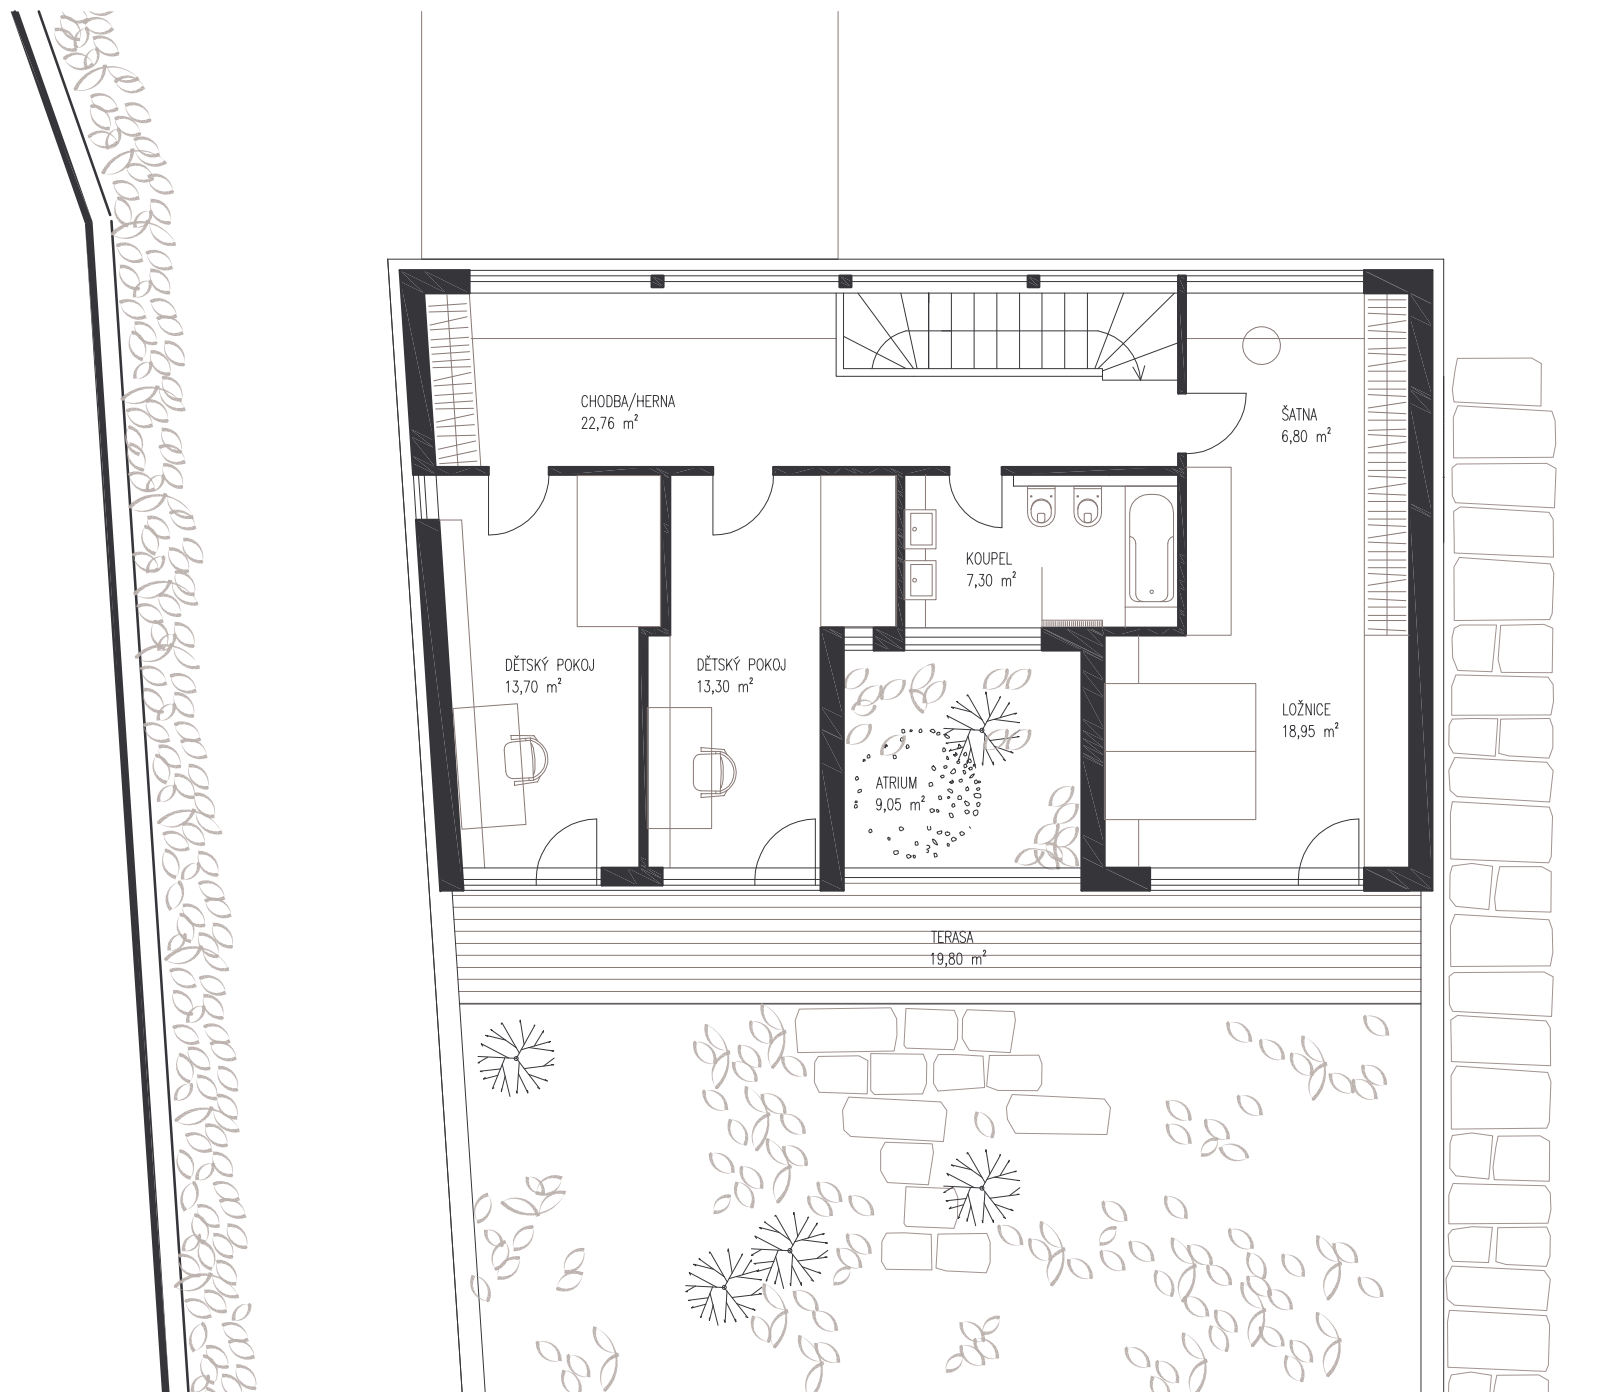 CHODBA/HERNA
22,76 m²
ŠATNA
6,80 m²
KOUPEL
7,30 m²
DĚTSKÝ POKOJ
13,70 m²
DĚTSKÝ POKOJ
13,30 m²
LOŽNICE
18,95 m²
ATRIUM
9,05 m²
TERASA
19,80 m²